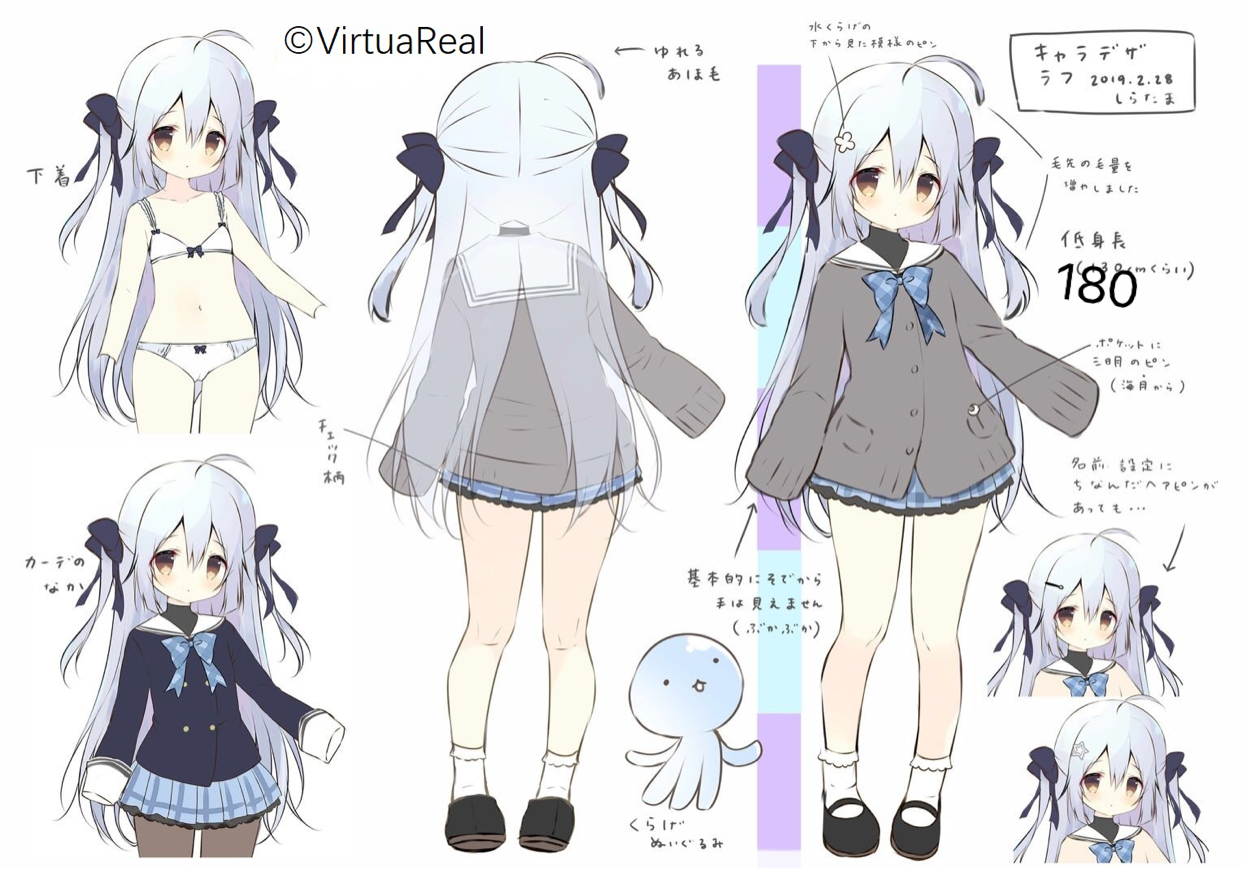 ©VirtuaReal
水くらげの
下から見た模様のピン
← ゆれる
あほ毛
キャラデザ
ラフ 2019.2.28
しらたま
下着
毛先の毛量を
増やしました
低身長
くらい)
180
ポケットに
三日月のピン
(海月から)
チェック柄
名前、設定に
ちなんだヘアピンが
あっても・・・
カーデの
なか
基本的にそでから
手は見えません
(ぶかぶか)
くらげ
ぬいぐるみ